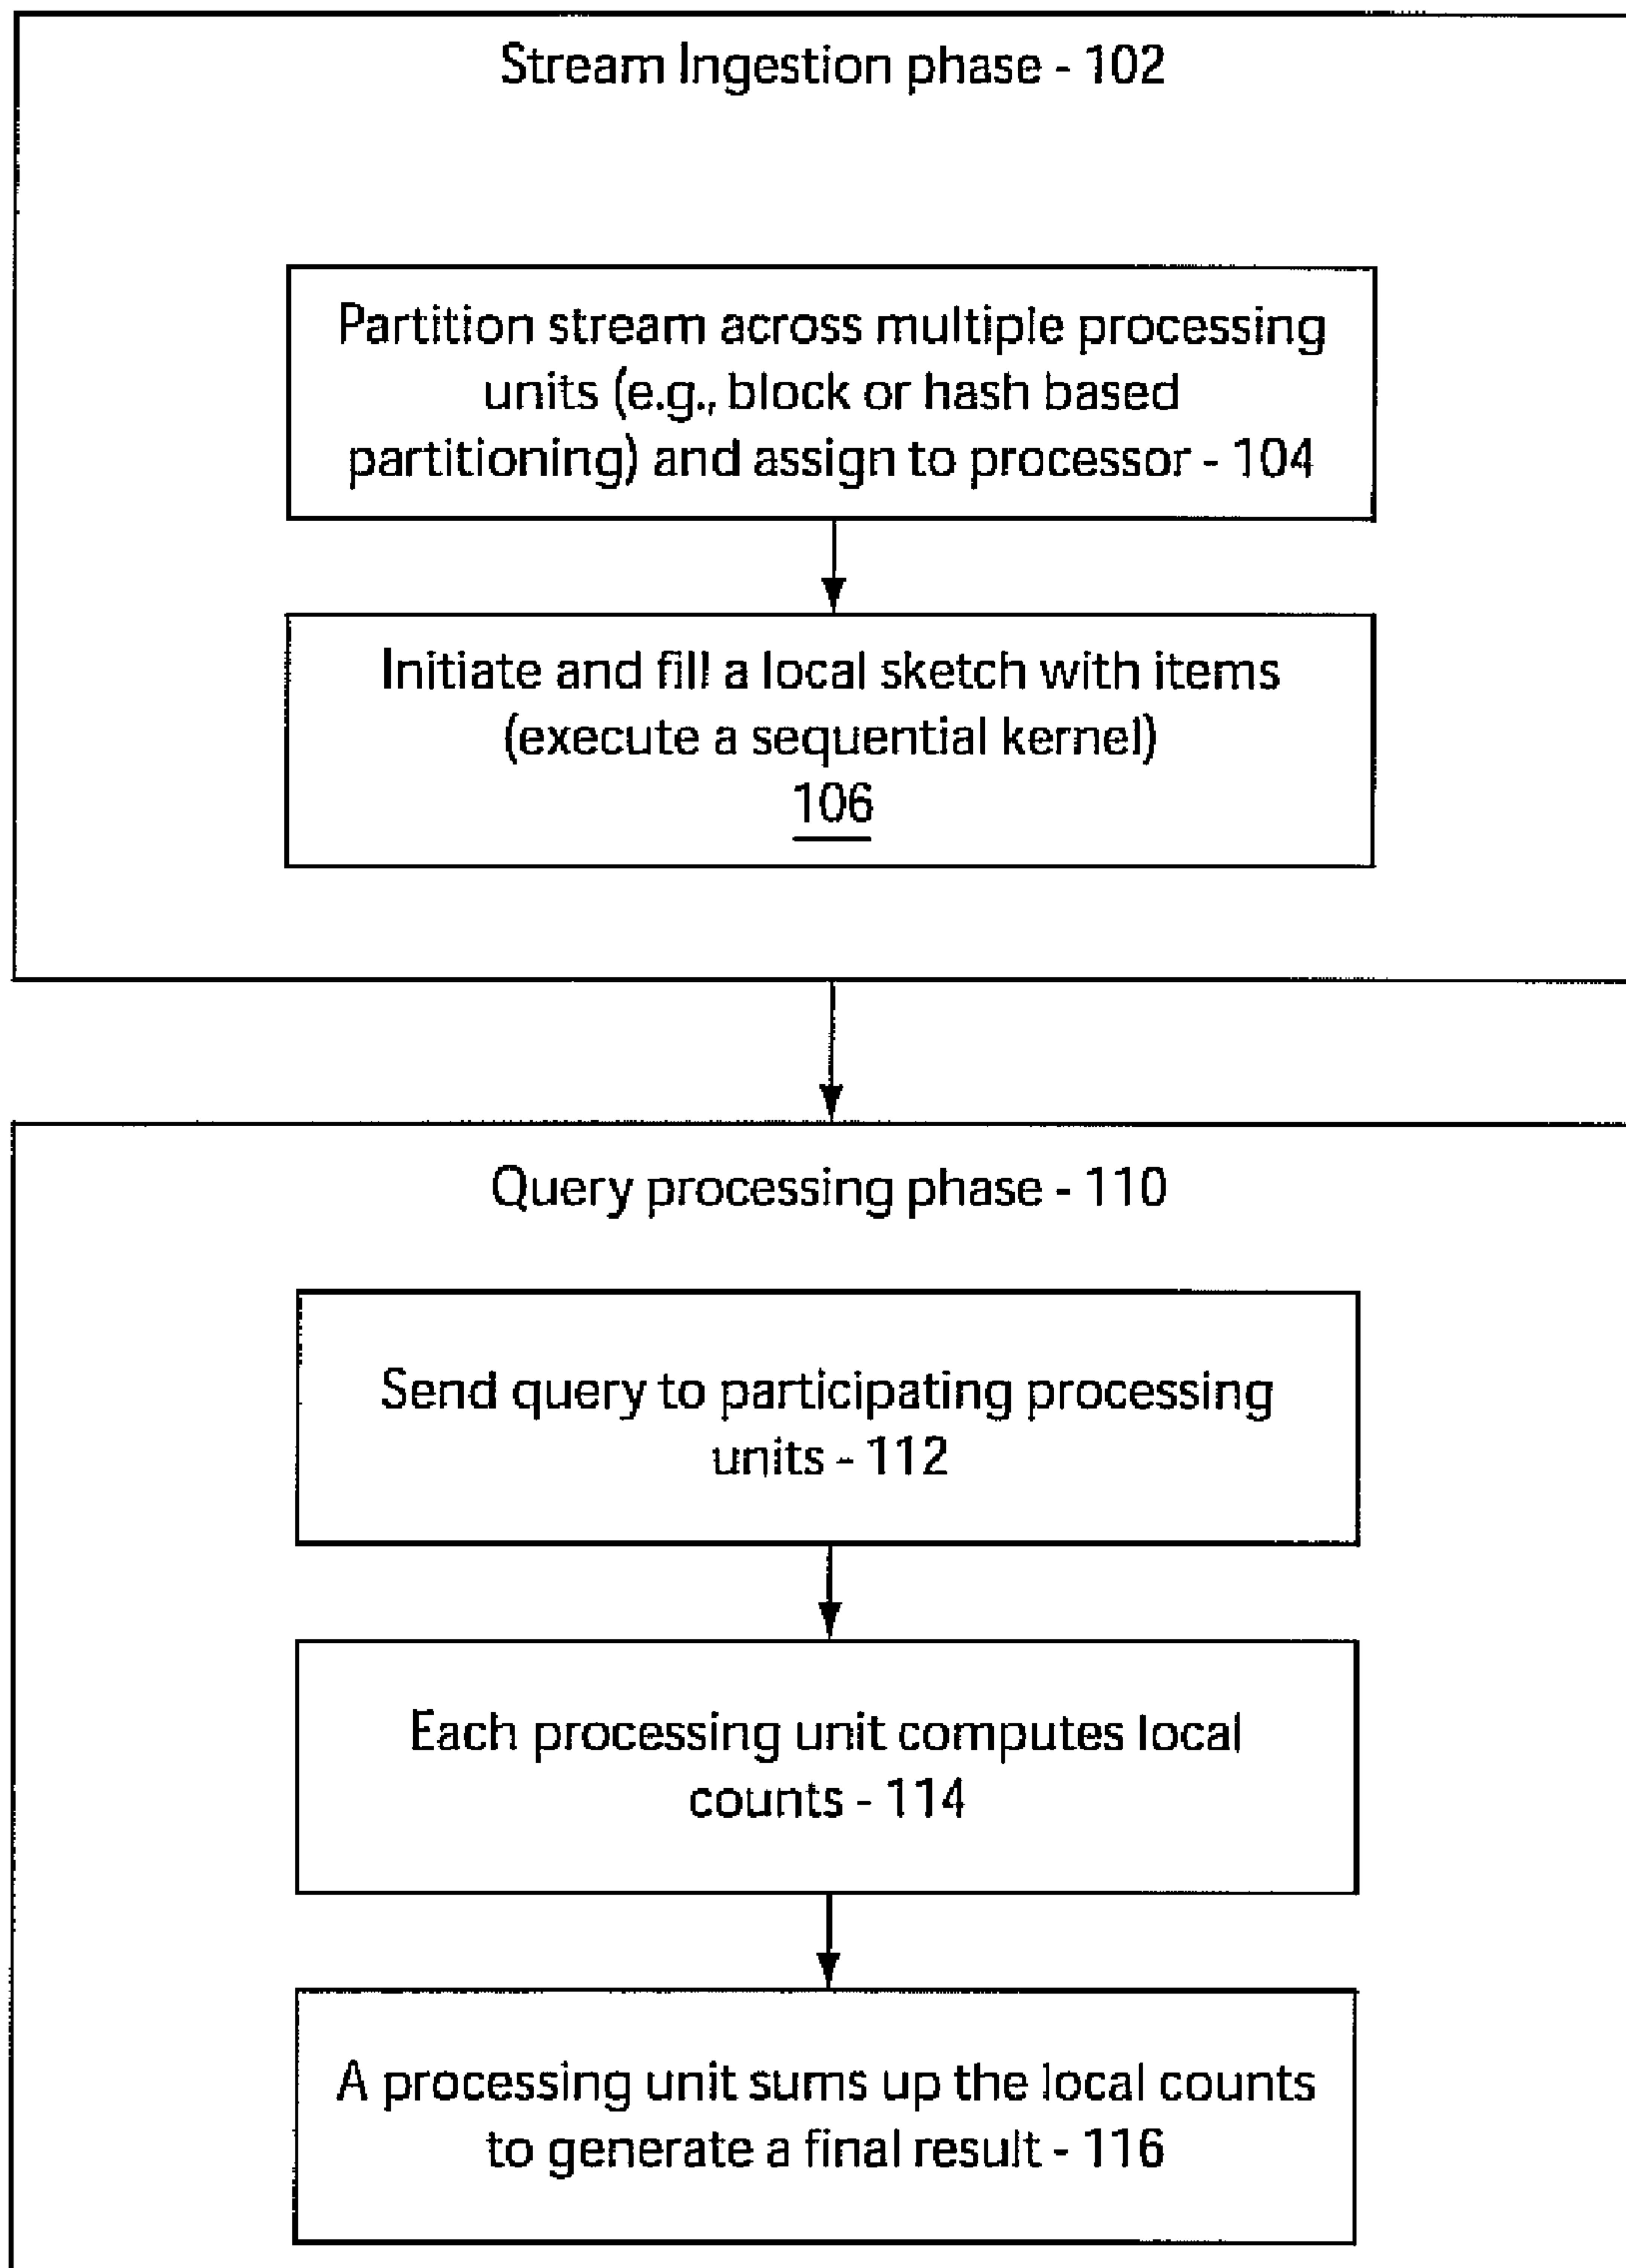 Stream Ingestion phase - 102
Partition stream across multiple processing
units (e.g., block or hash based
partitioning) and assign to processor - 104
Initiate and fill a local sketch with items
(execute a sequential kernel)
106
Query processing phase - 110
Send query to participating processing
units - 112
Each processing unit computes local
counts - 114
A processing unit sums up the local counts
to generate a final result - 116